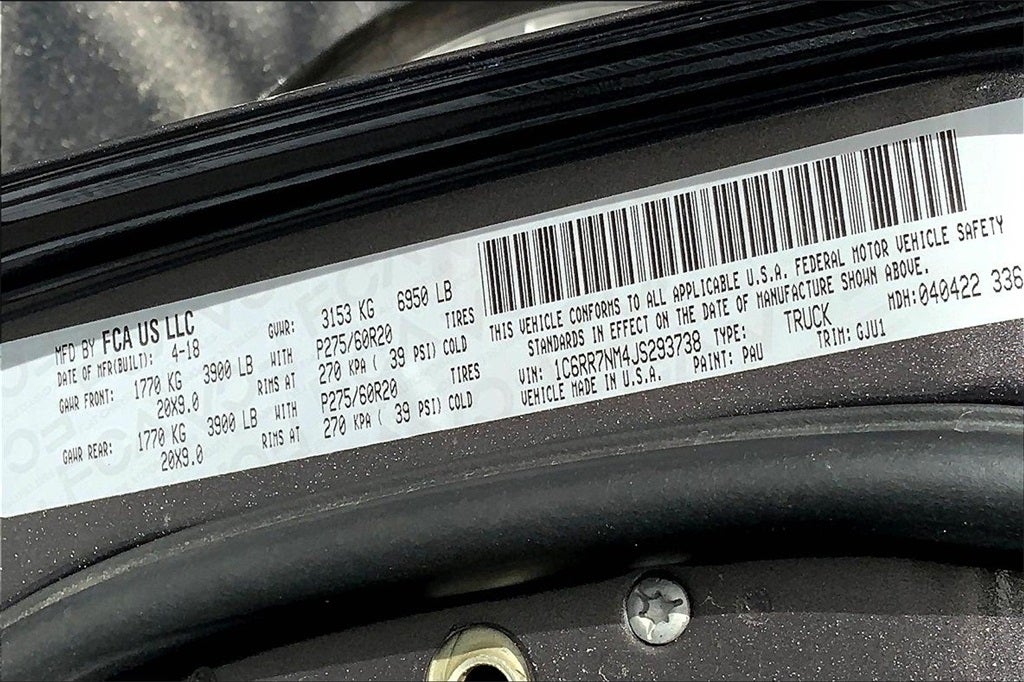 MFD BY FCA US LLC
DATE OF MFR(BUILT): 4-18 GVWR: 3153 KG 6950 LB
GAWR FRONT: 1770 KG 3900 LB WITH P275/60R20 TIRES
20X9.0 RIMS AT 270 KPA ( 39 PSI) COLD
GAWR REAR: 1770 KG 3900 LB WITH P275/60R20 TIRES
20X9.0 RIMS AT 270 KPA ( 39 PSI) COLD
THIS VEHICLE CONFORMS TO ALL APPLICABLE U.S.A. FEDERAL MOTOR VEHICLE SAFETY
STANDARDS IN EFFECT ON THE DATE OF MANUFACTURE SHOWN ABOVE.
VIN: 1C6RR7NM4JS293738 TYPE: TRUCK MDH:040422 336
VEHICLE MADE IN U.S.A. PAINT: PAU TRIM: GJU1